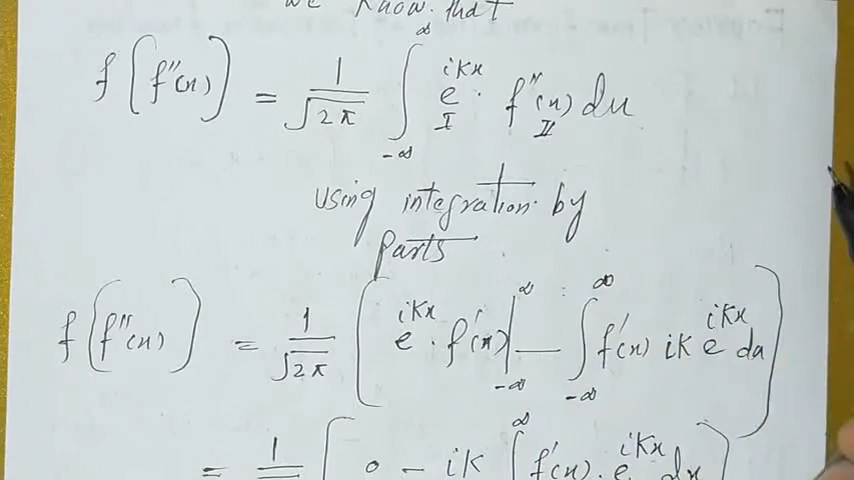 we know that
f[f''(x)] = 1/√2π ∫_{-∞}^{∞} e^{ikx} · f''(x) dx
I II
using integration by
parts
f[f''(x)] = 1/√2π [e^{ikx} · f'(x)|_{-∞}^{∞} — ∫_{-∞}^{∞} f'(x) ik e^{ikx} dx]
= 1/ [0 - ik ∫^{∞} f'(x) · e^{ikx} dx]